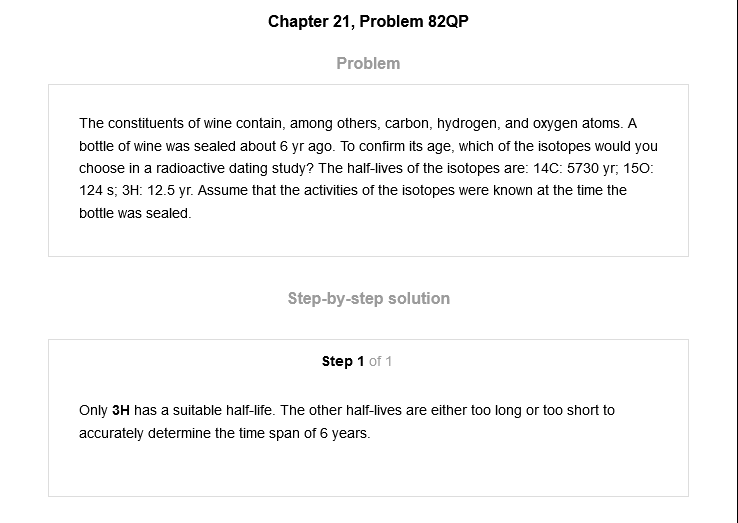 Chapter 21, Problem 82QP
Problem
The constituents of wine contain, among others, carbon, hydrogen, and oxygen atoms. A
bottle of wine was sealed about 6 yr ago. To confirm its age, which of the isotopes would you
choose in a radioactive dating study? The half-lives of the isotopes are: 14C: 5730 yr; 15O:
124 s; 3H: 12.5 yr. Assume that the activities of the isotopes were known at the time the
bottle was sealed.
Step-by-step solution
Step 1 of 1
Only 3H has a suitable half-life. The other half-lives are either too long or too short to
accurately determine the time span of 6 years.